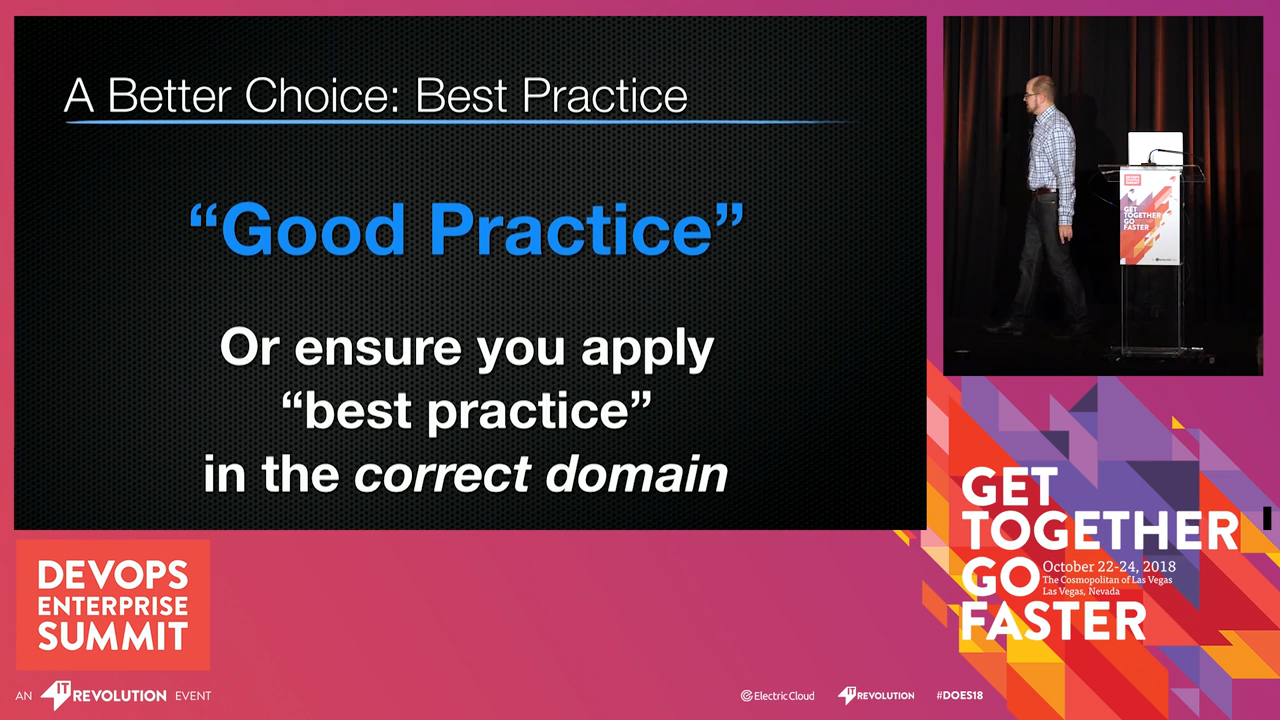 A Better Choice: Best Practice
“Good Practice”
Or ensure you apply
“best practice”
in the correct domain
DEVOPS
ENTERPRISE
SUMMIT
AN IT REVOLUTION EVENT
GET
TOGETHER
GO
FASTER
GET
TOGETHER
GO
FASTER
October 22-24, 2018
The Cosmopolitan of Las Vegas
Las Vegas, Nevada
Electric Cloud
IT REVOLUTION
#DOES18